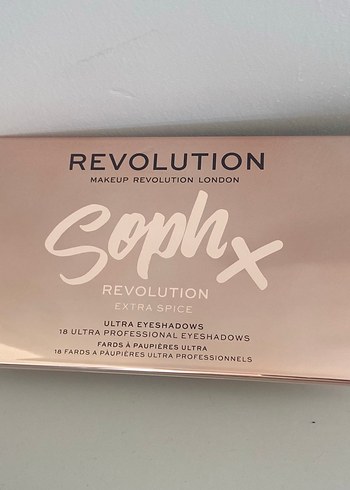 REVOLUTION
MAKEUP REVOLUTION LONDON
Soph x
REVOLUTION
EXTRA SPICE
ULTRA EYESHADOWS
18 ULTRA PROFESSIONAL EYESHADOWS
FARDS À PAUPIÈRES ULTRA
18 FARDS A PAUPIÈRES ULTRA PROFESSIONNELS